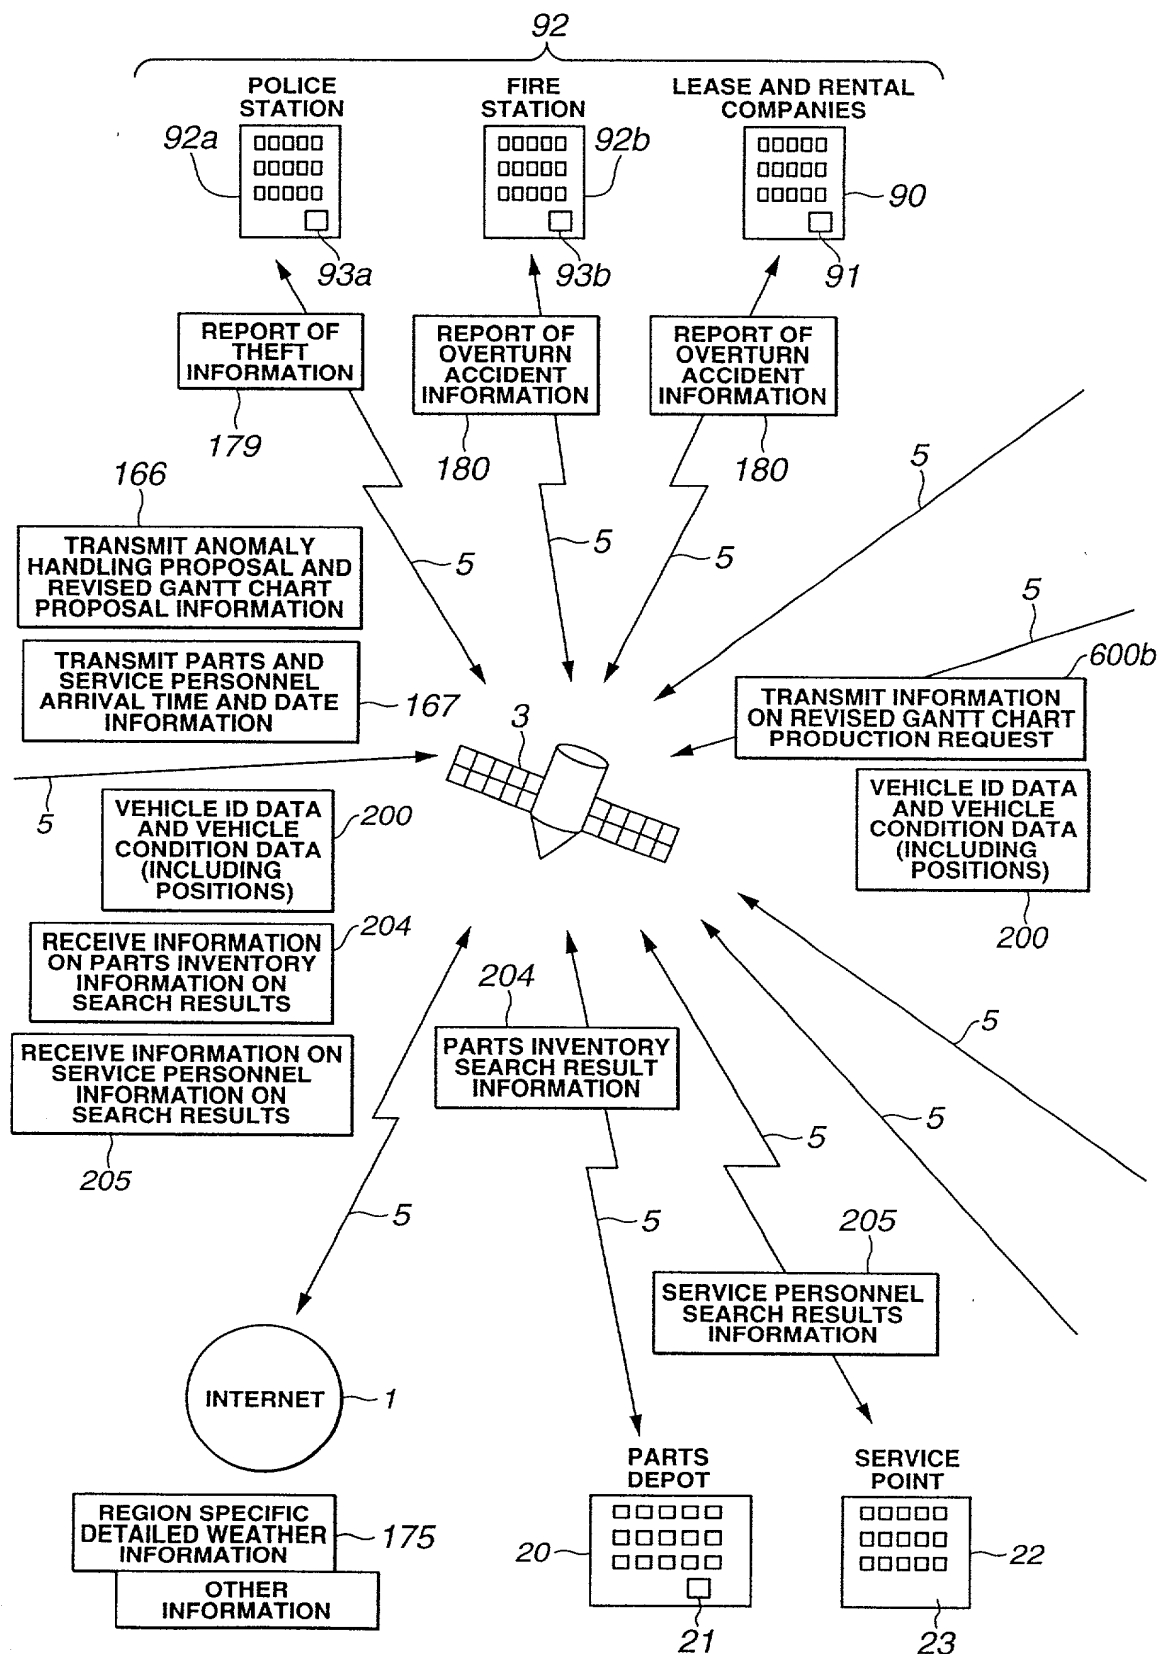 92
POLICE
STATION
FIRE
STATION
LEASE AND RENTAL
COMPANIES
92a
92b
90
93a
93b
91
REPORT OF
THEFT
INFORMATION
REPORT OF
OVERTURN
ACCIDENT
INFORMATION
REPORT OF
OVERTURN
ACCIDENT
INFORMATION
179
180
180
166
5
5
5
5
TRANSMIT ANOMALY
HANDLING PROPOSAL AND
REVISED GANTT CHART
PROPOSAL INFORMATION
5
600b
TRANSMIT PARTS AND
SERVICE PERSONNEL
ARRIVAL TIME AND DATE
INFORMATION
167
3
TRANSMIT INFORMATION
ON REVISED GANTT CHART
PRODUCTION REQUEST
5
VEHICLE ID DATA
AND VEHICLE
CONDITION DATA
(INCLUDING
POSITIONS)
200
VEHICLE ID DATA
AND VEHICLE
CONDITION DATA
(INCLUDING
POSITIONS)
200
RECEIVE INFORMATION
ON PARTS INVENTORY
INFORMATION ON
SEARCH RESULTS
204
204
PARTS INVENTORY
SEARCH RESULT
INFORMATION
5
RECEIVE INFORMATION ON
SERVICE PERSONNEL
INFORMATION ON
SEARCH RESULTS
205
5
5
5
5
205
SERVICE PERSONNEL
SEARCH RESULTS
INFORMATION
INTERNET
1
PARTS
DEPOT
SERVICE
POINT
REGION SPECIFIC
DETAILED WEATHER
INFORMATION
175
OTHER
INFORMATION
20
22
21
23